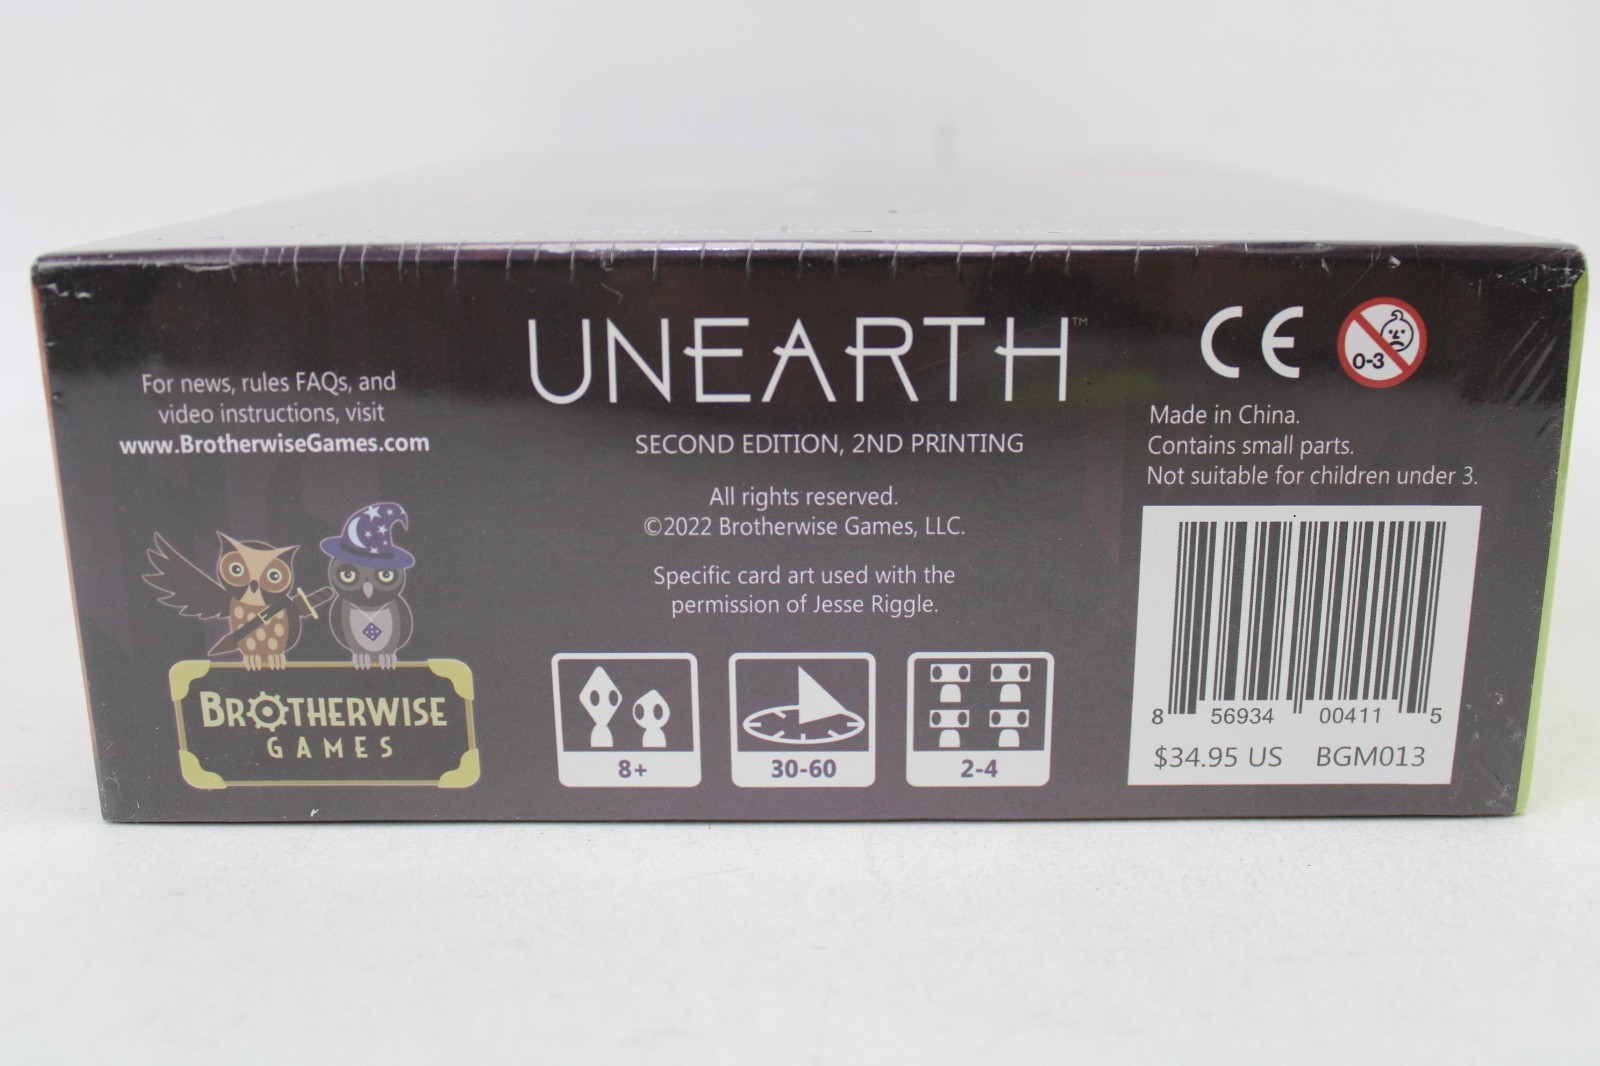 For news, rules FAQs, and
video instructions, visit
www.BrotherwiseGames.com
BROTHERWISE
GAMES
UNEARTH™
SECOND EDITION, 2ND PRINTING
All rights reserved.
©2022 Brotherwise Games, LLC.
Specific card art used with the
permission of Jesse Riggle.
8+
30-60
2-4
CE
0-3
Made in China.
Contains small parts.
Not suitable for children under 3.
8 56934 00411 5
$34.95 US BGM013